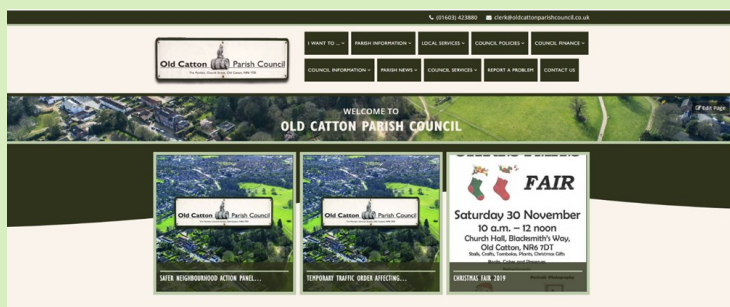 (01603) 423880 clerk@oldcattonparishcouncil.co.uk
I WANT TO ... PARISH INFORMATION LOCAL SERVICES COUNCIL POLICIES COUNCIL FINANCE
Old Catton Parish Council
COUNCIL INFORMATION PARISH NEWS COUNCIL SERVICES REPORT A PROBLEM CONTACT US
WELCOME TO
OLD CATTON PARISH COUNCIL
Edit Page
Old Catton Parish Council
SAFER NEIGHBOURHOOD ACTION PANEL...
Old Catton Parish Council
TEMPORARY TRAFFIC ORDER AFFECTING...
FAIR
Saturday 30 November
10 a.m. – 12 noon
Church Hall, Blacksmith's Way,
Old Catton, NR6 7DT
Stalls, Crafts, Tombola, Plants, Christmas Gifts
CHRISTMAS FAIR 2019